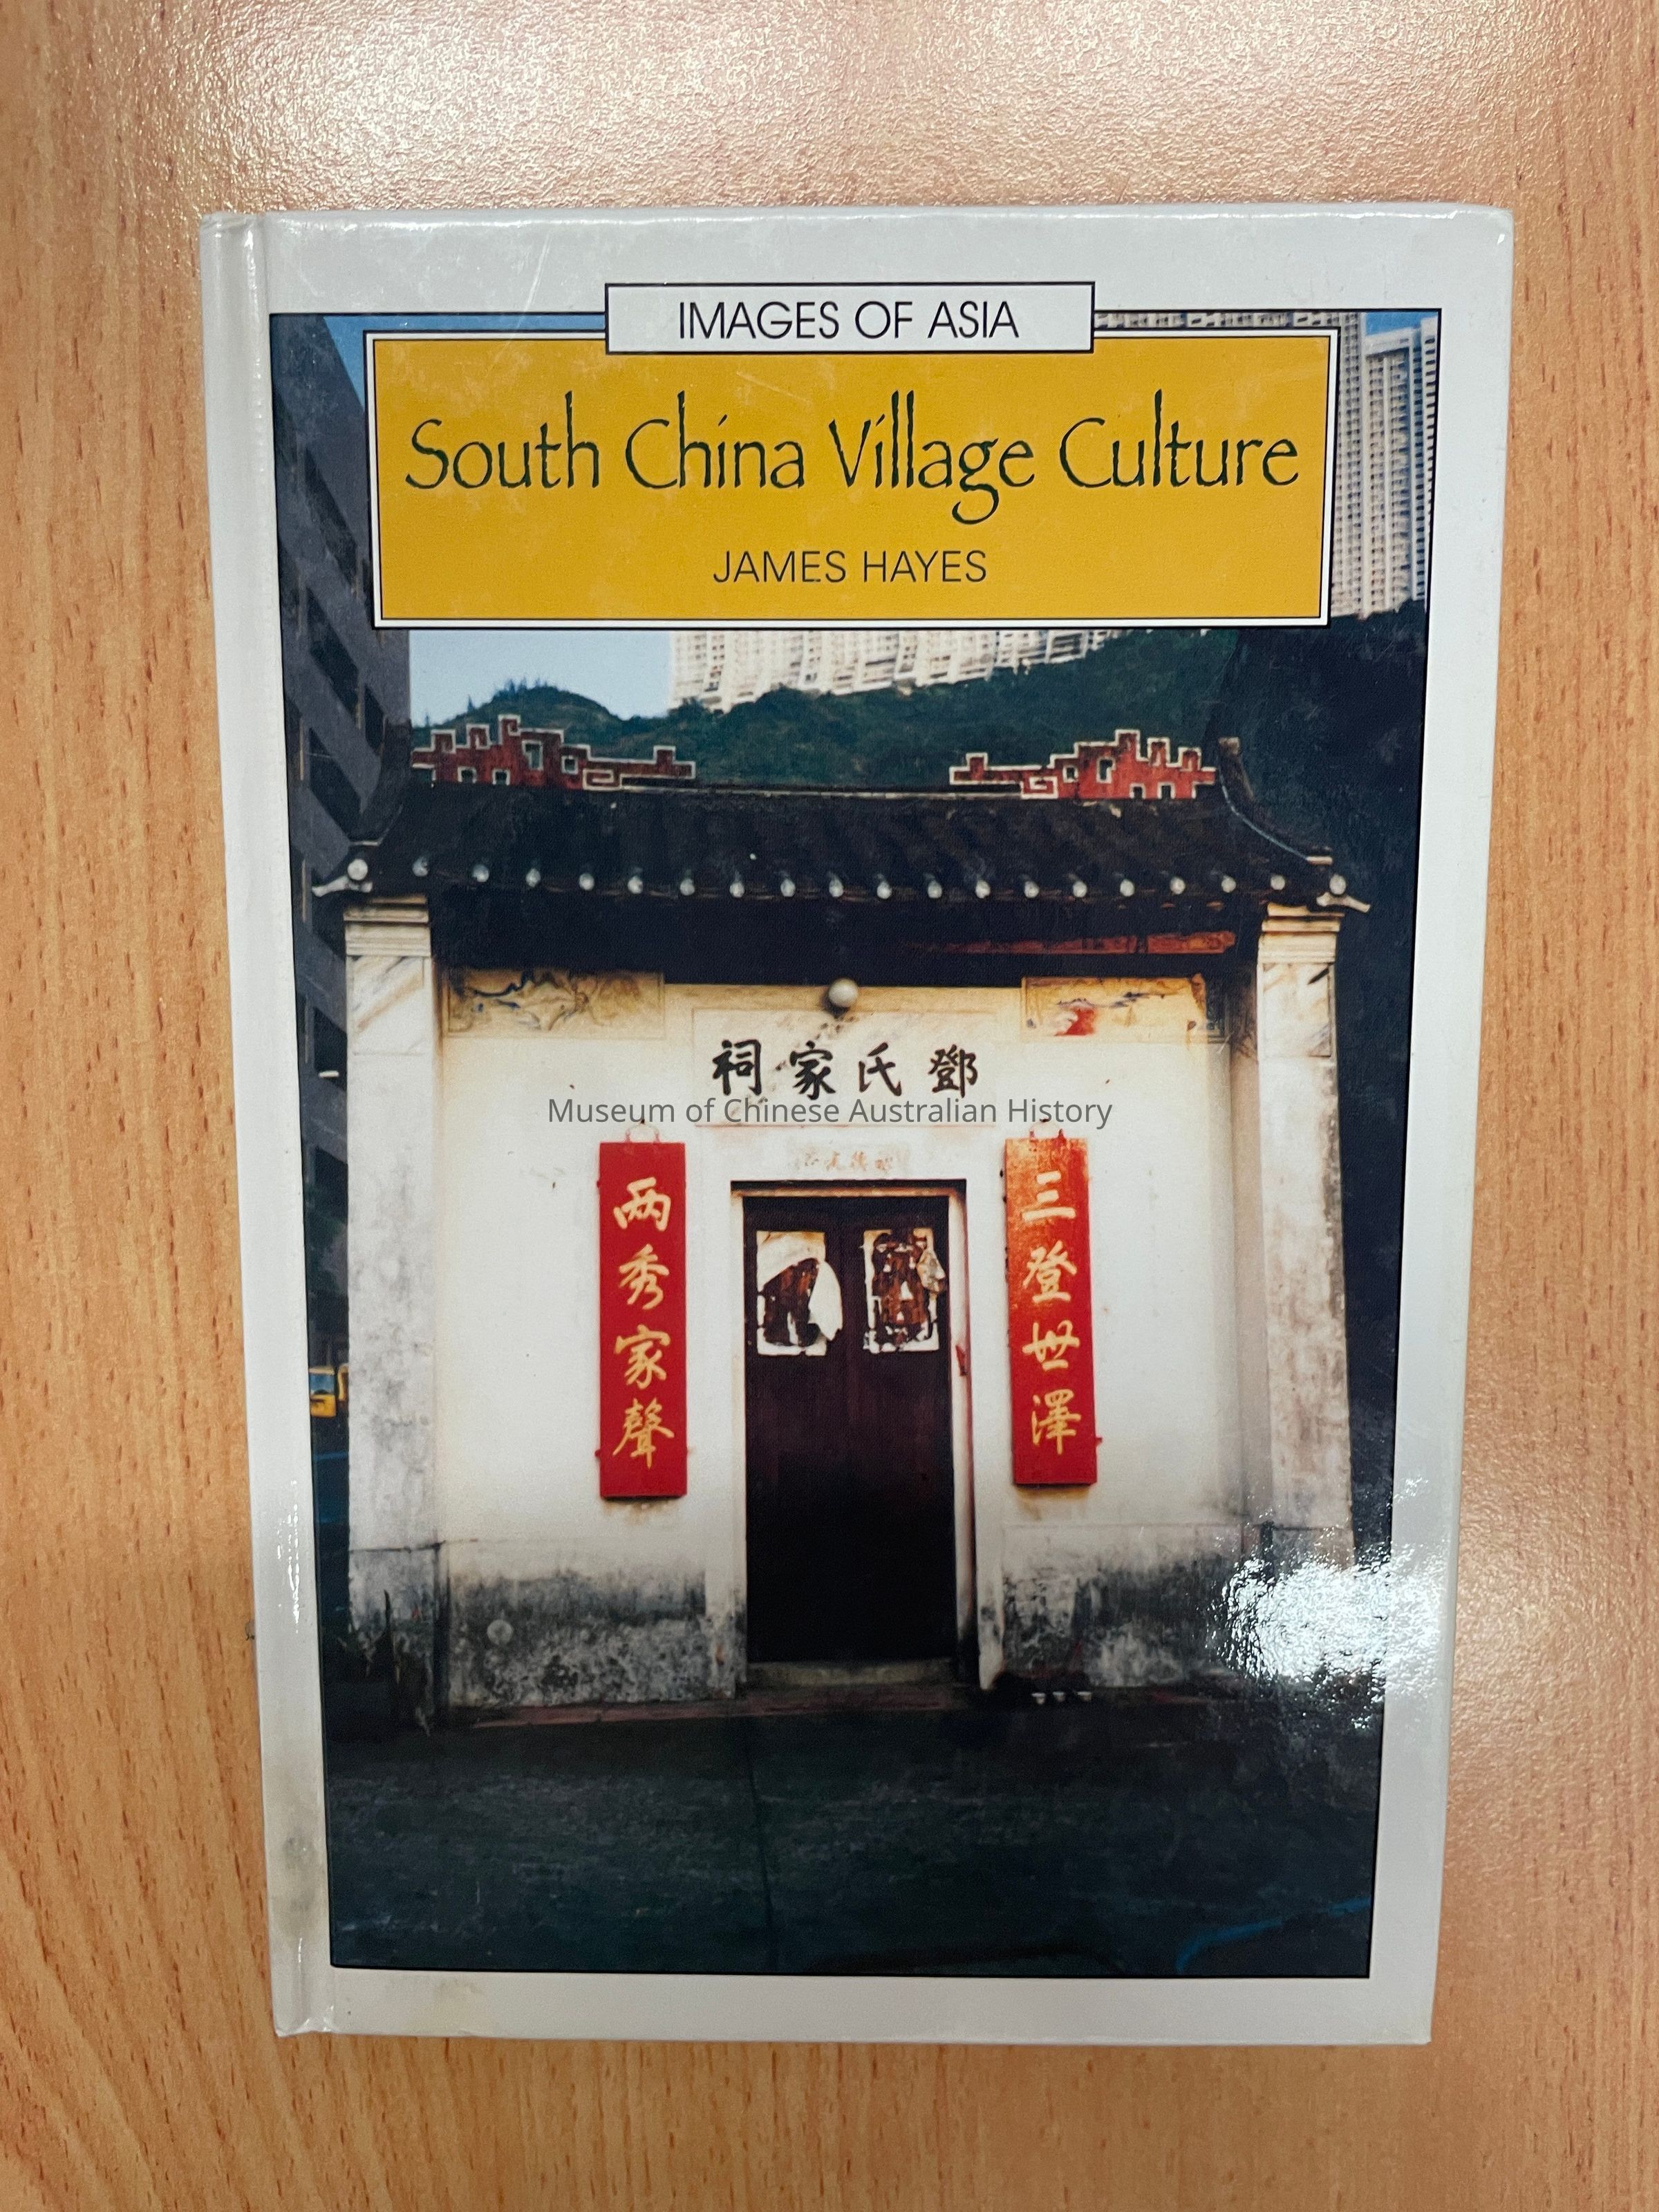 IMAGES OF ASIA
South China Village Culture
JAMES HAYES
鄧氏家祠
Museum of Chinese Australian History
三登世澤
両秀家聲